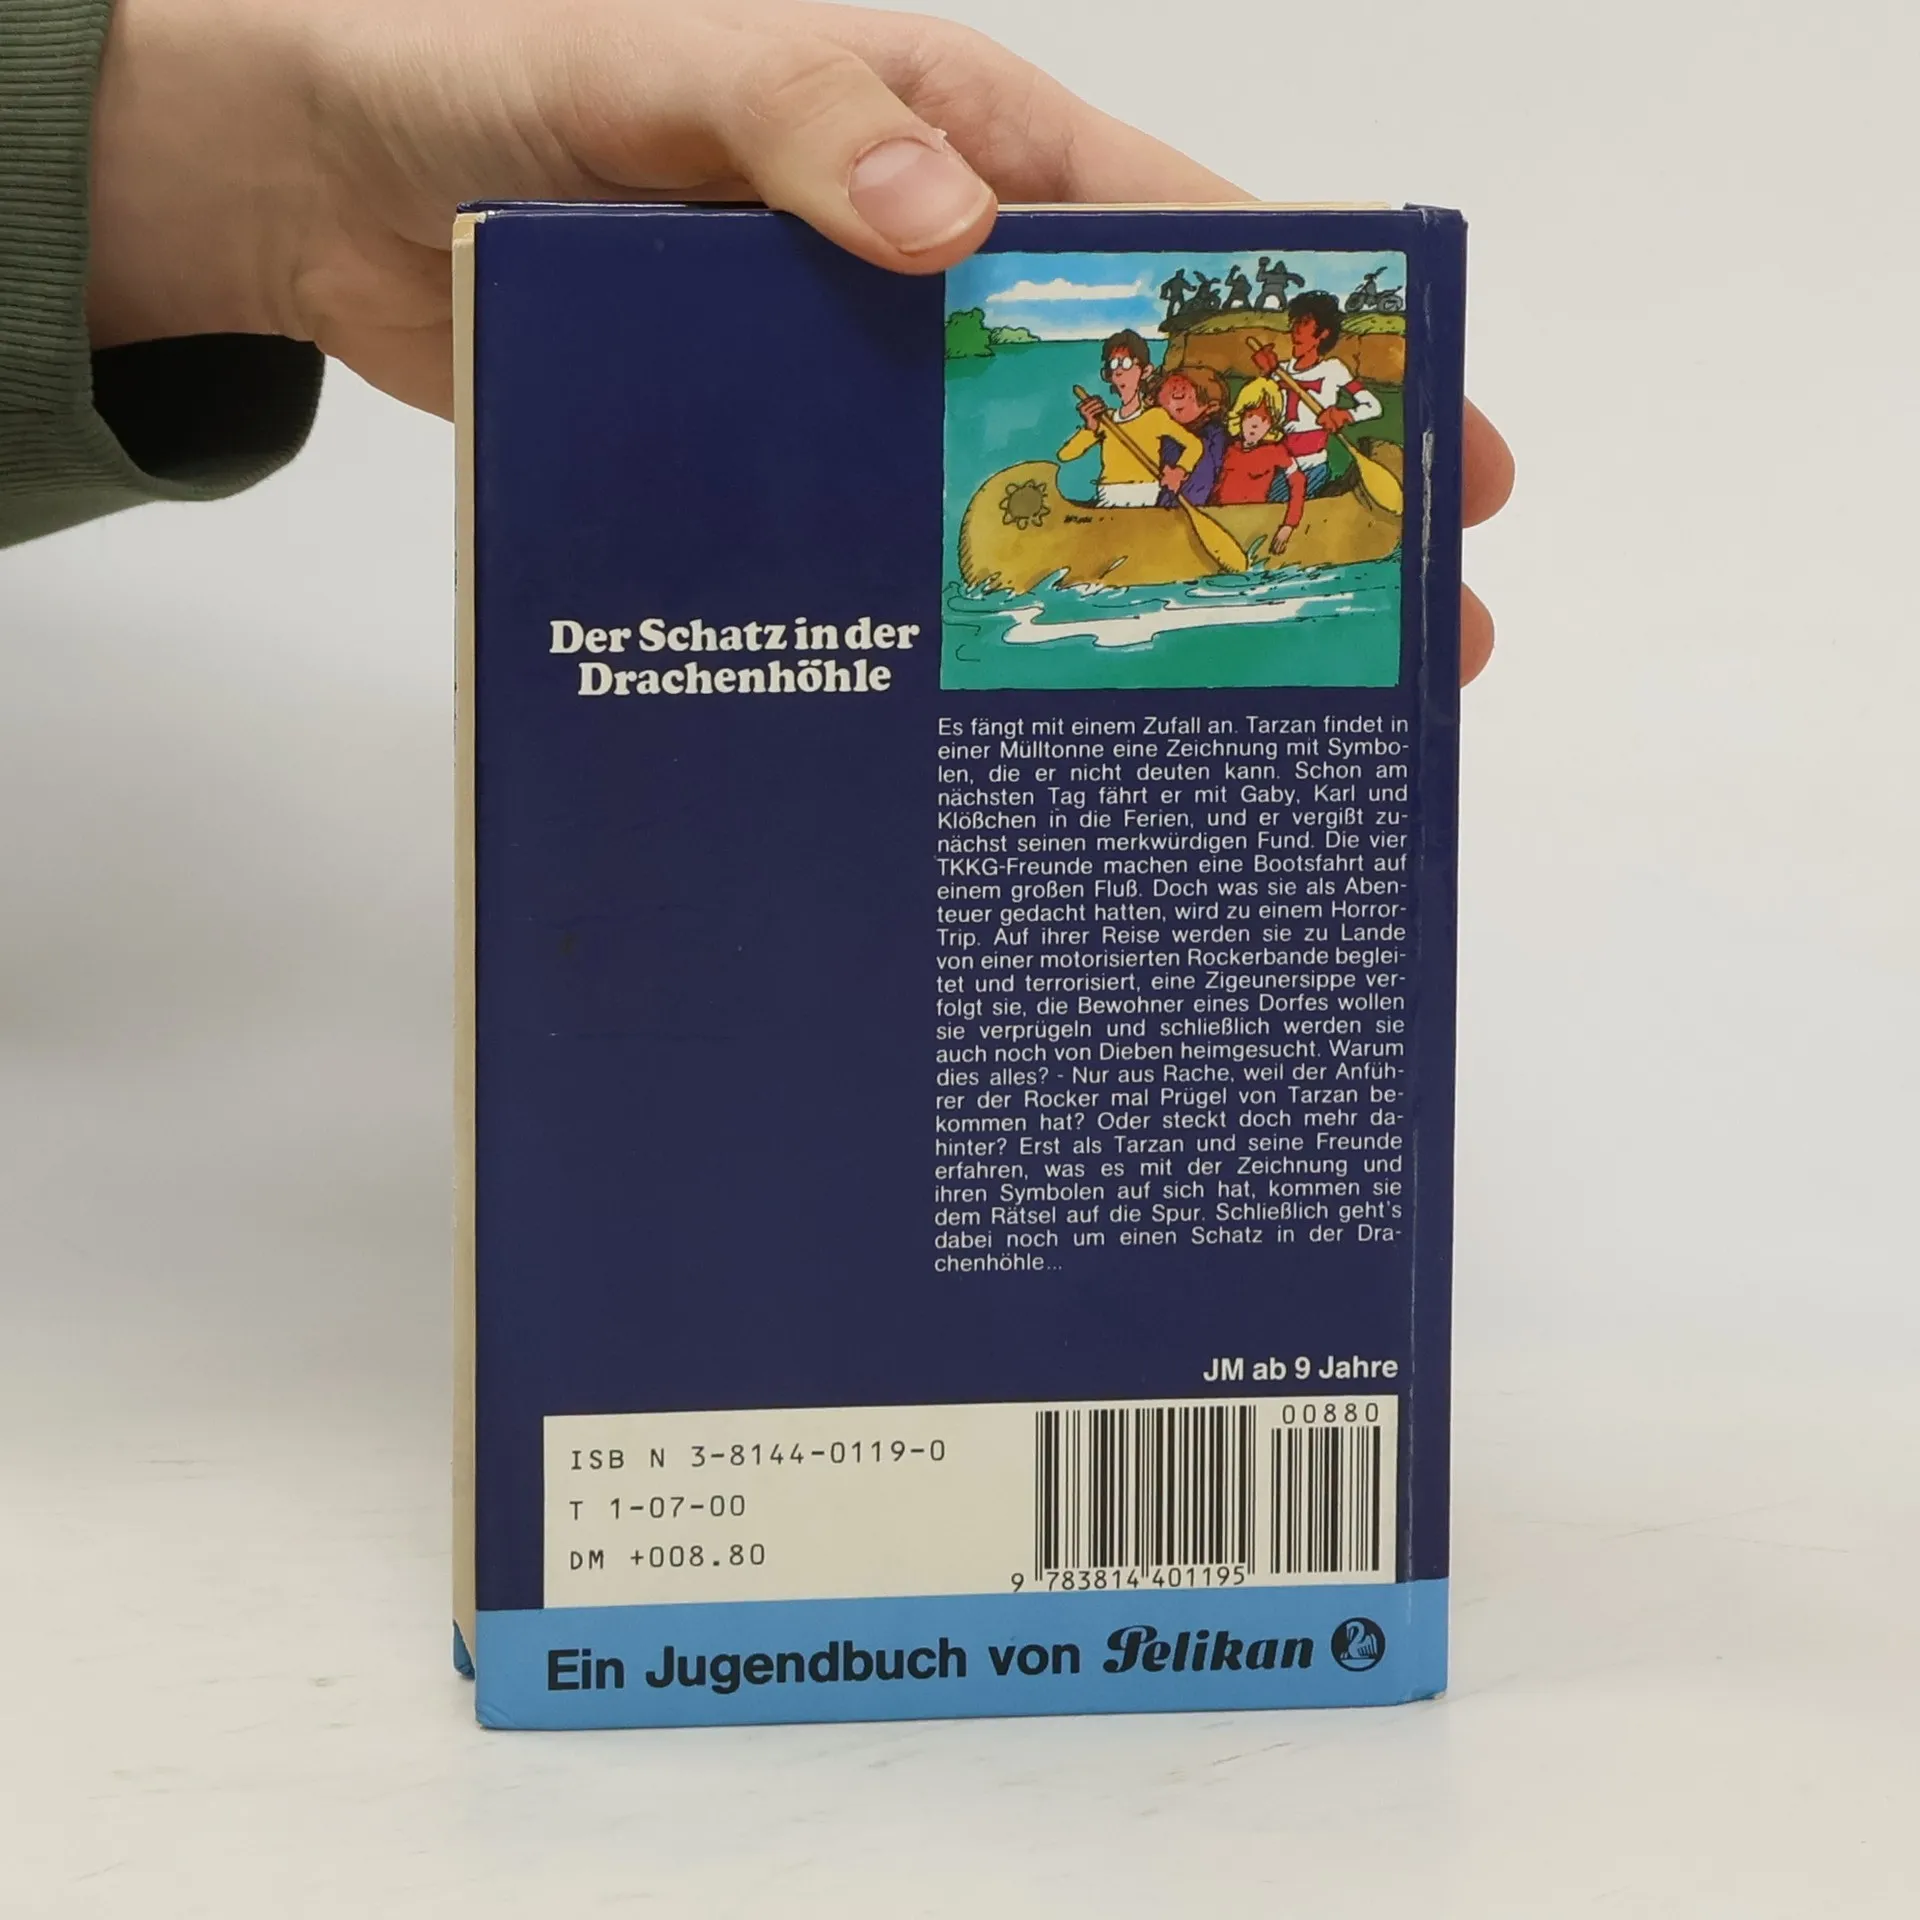 Der Schatz in der
Drachenhöhle
Es fängt mit einem Zufall an. Tarzan findet in
einer Mülltonne eine Zeichnung mit Symbo-
len, die er nicht deuten kann. Schon am
nächsten Tag fährt er mit Gaby, Karl und
Klößchen in die Ferien, und er vergißt zu-
nächst seinen merkwürdigen Fund. Die vier
TKKG-Freunde machen eine Bootsfahrt auf
einem großen Fluß. Doch was sie als Aben-
teuer gedacht hatten, wird zu einem Horror-
Trip. Auf ihrer Reise werden sie zu Lande
von einer motorisierten Rockerbande beglei-
tet und terrorisiert, eine Zigeunersippe ver-
folgt sie, die Bewohner eines Dorfes wollen
sie verprügeln und schließlich werden sie
auch noch von Dieben heimgesucht. Warum
dies alles? - Nur aus Rache, weil der Anfüh-
rer der Rocker mal Prügel von Tarzan be-
kommen hat? Oder steckt doch mehr da-
hinter? Erst als Tarzan und seine Freunde
erfahren, was es mit der Zeichnung und
ihren Symbolen auf sich hat, kommen sie
dem Rätsel auf die Spur. Schließlich geht's
dabei noch um einen Schatz in der Dra-
chenhöhle...
JM ab 9 Jahre
ISB N 3-8144-0119-0
T 1-07-00
DM +008.80
00880
9 783814 401195
Ein Jugendbuch von Pelikan